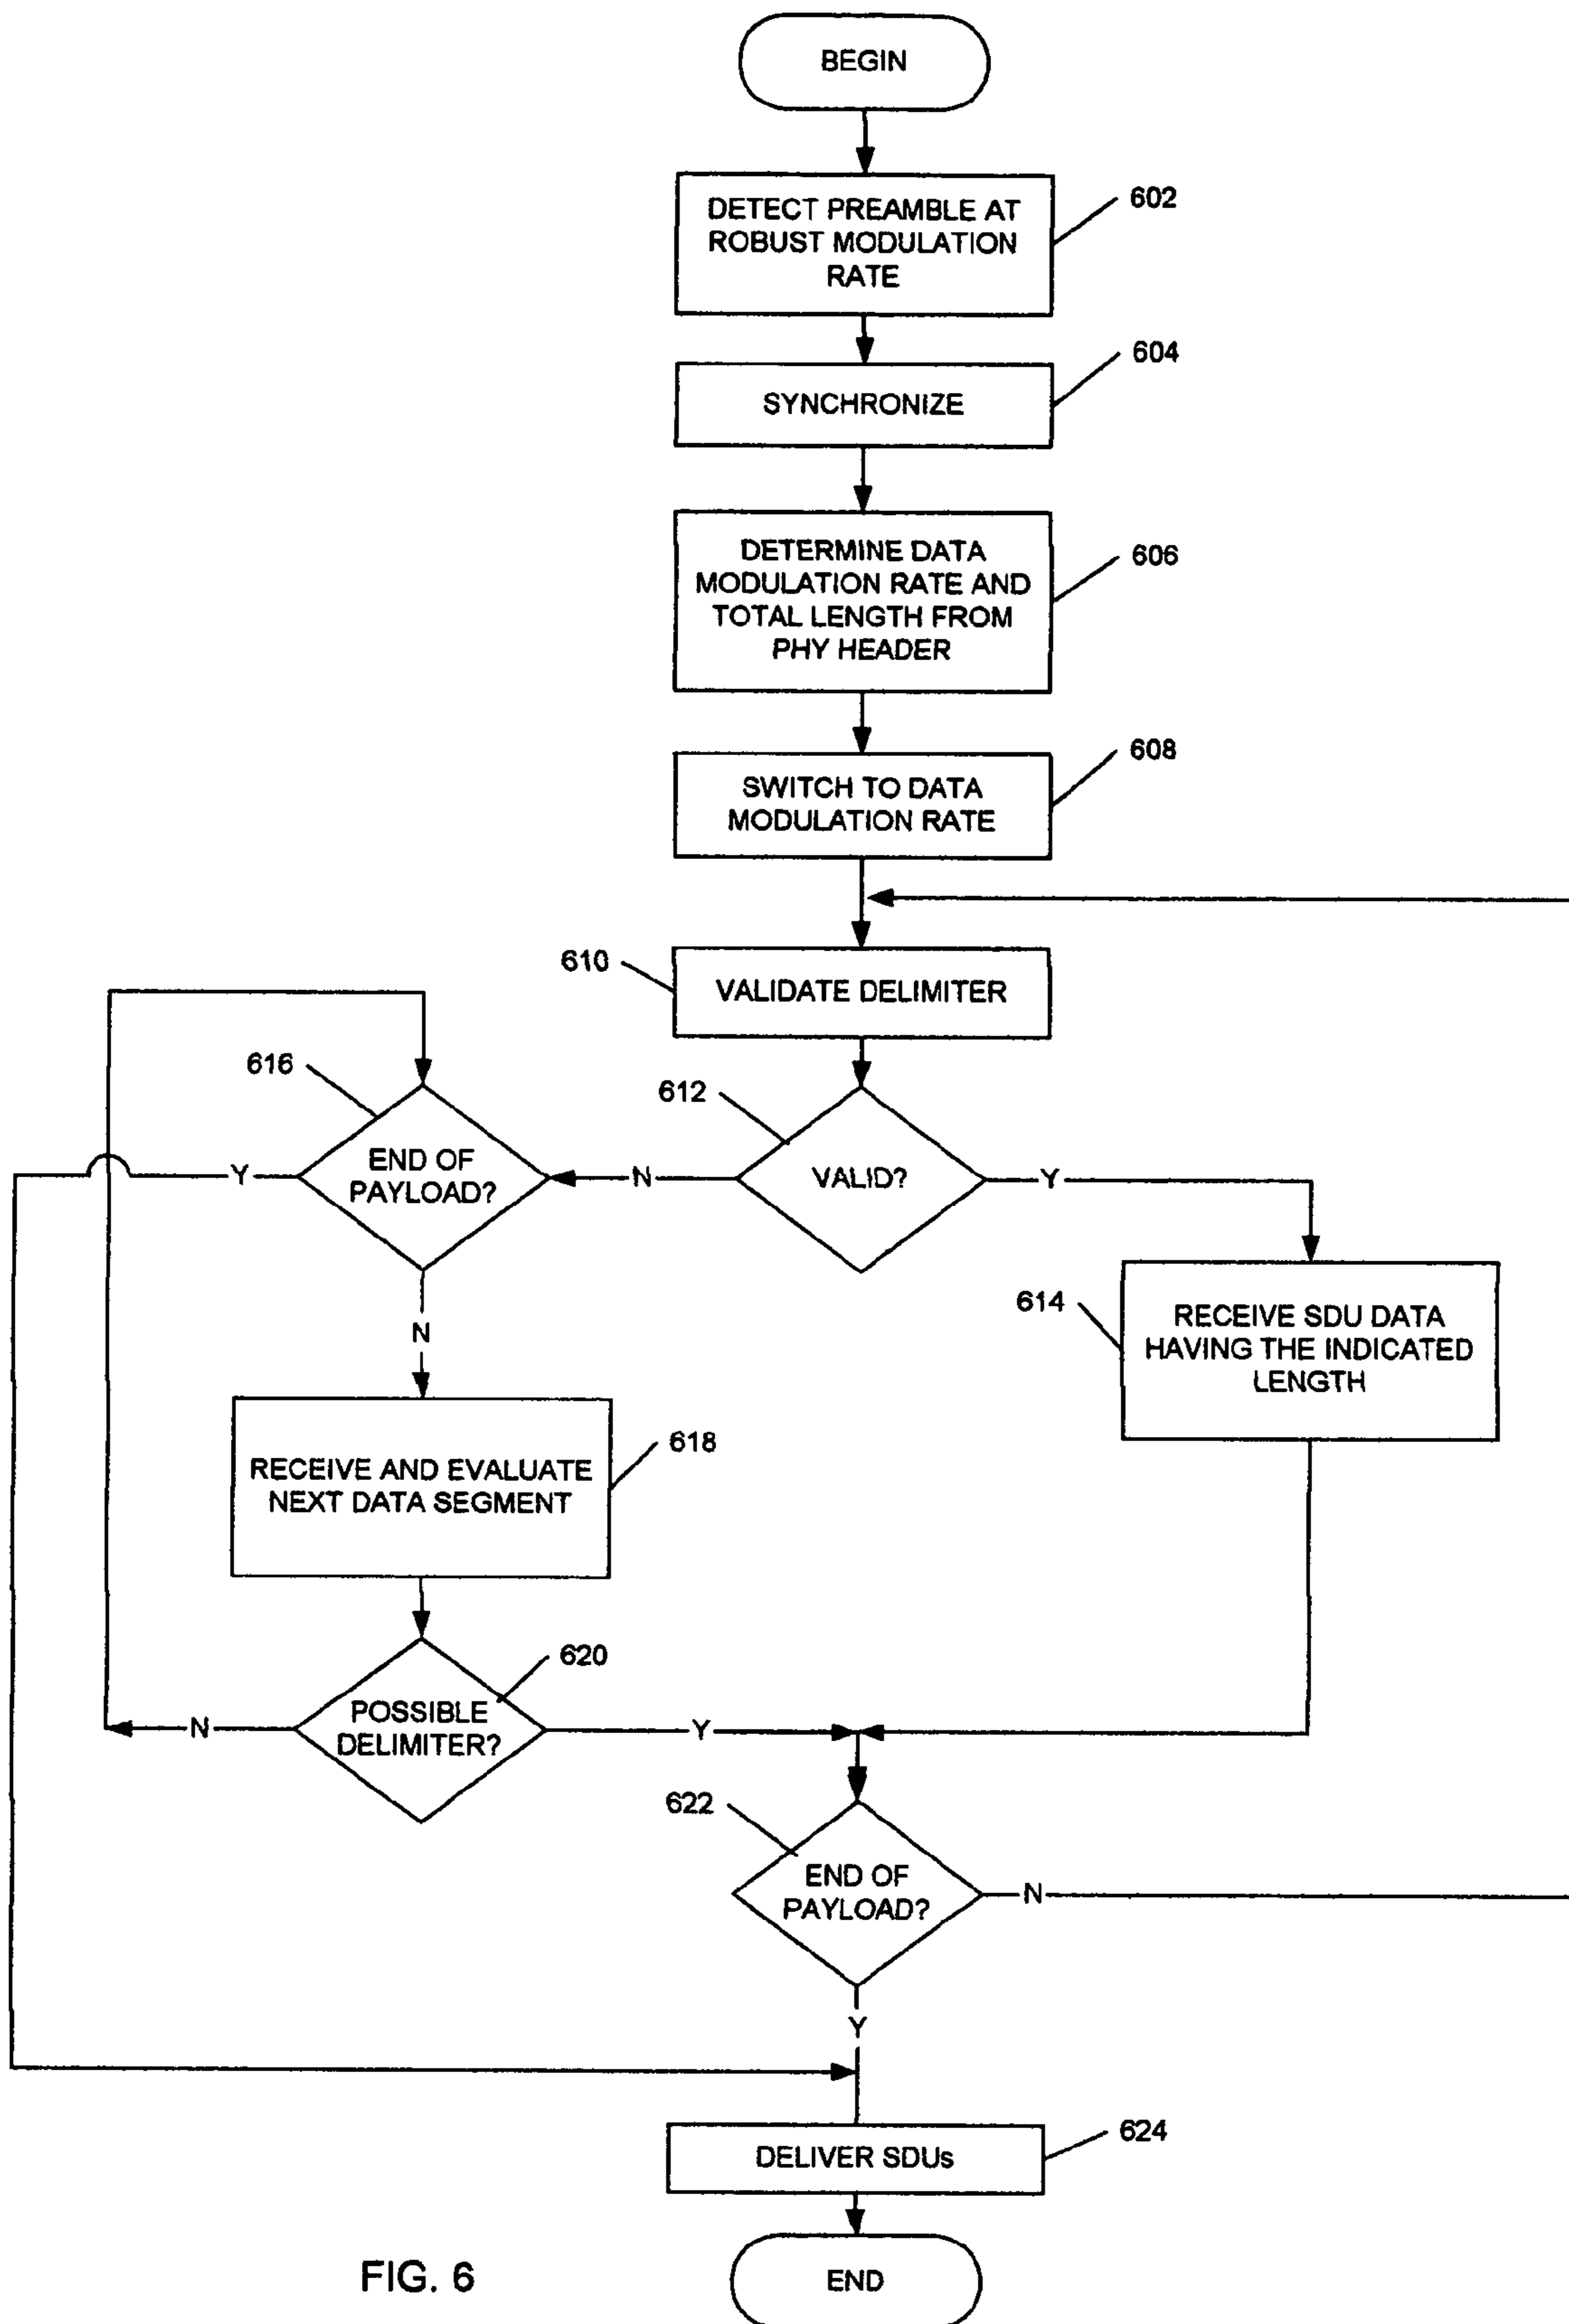 BEGIN
DETECT PREAMBLE AT
ROBUST MODULATION
RATE
602
SYNCHRONIZE
604
DETERMINE DATA
MODULATION RATE AND
TOTAL LENGTH FROM
PHY HEADER
606
SWITCH TO DATA
MODULATION RATE
608
610
VALIDATE DELIMITER
616
END OF
PAYLOAD?
Y
N
612
VALID?
Y
N
614
RECEIVE SDU DATA
HAVING THE INDICATED
LENGTH
618
RECEIVE AND EVALUATE
NEXT DATA SEGMENT
620
POSSIBLE
DELIMITER?
N
Y
622
END OF
PAYLOAD?
N
Y
624
DELIVER SDUs
END
FIG. 6